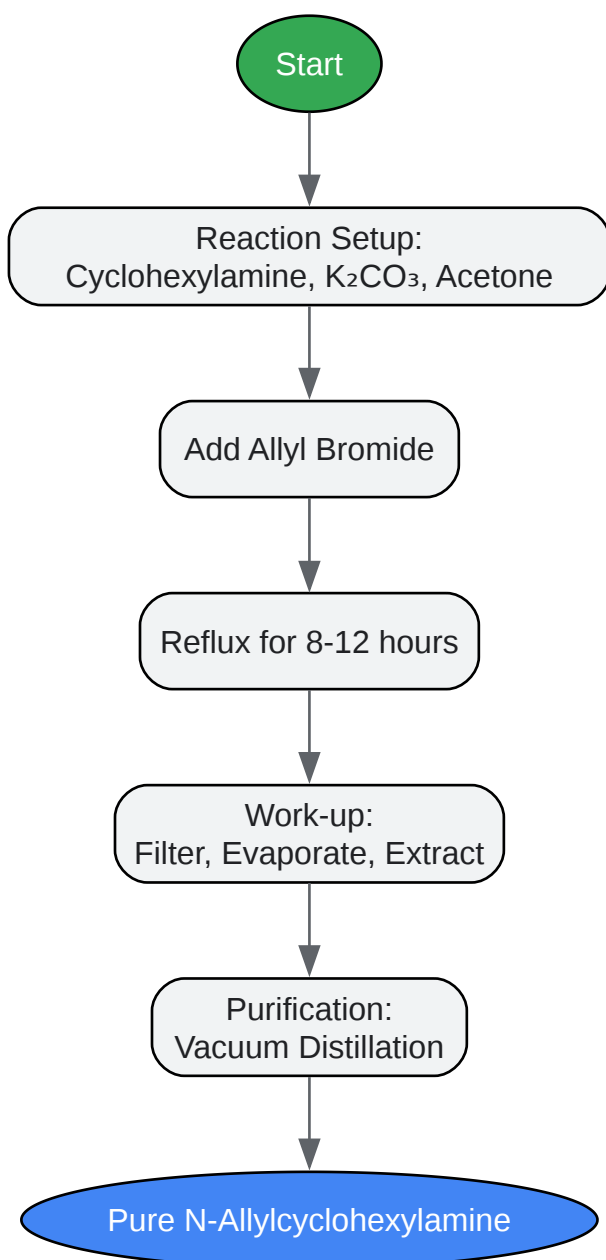 Start
Reaction Setup:
Cyclohexylamine, K₂CO₃, Acetone
Add Allyl Bromide
Reflux for 8-12 hours
Work-up:
Filter, Evaporate, Extract
Purification:
Vacuum Distillation
Pure N-Allylcyclohexylamine